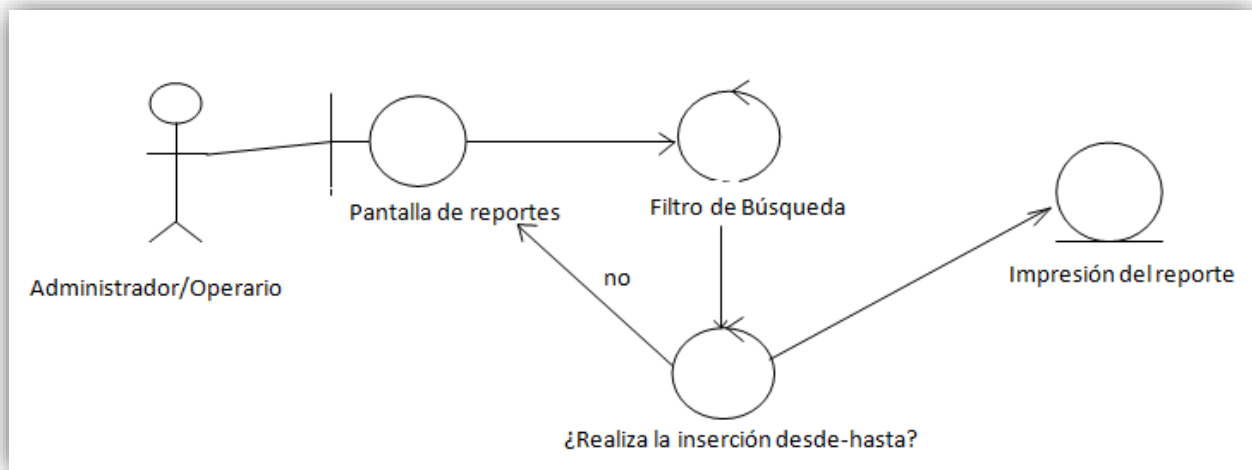 Pantalla de reportes
Filtro de Búsqueda
Administrador/Operario
no
Impresión del reporte
¿Realiza la inserción desde-hasta?